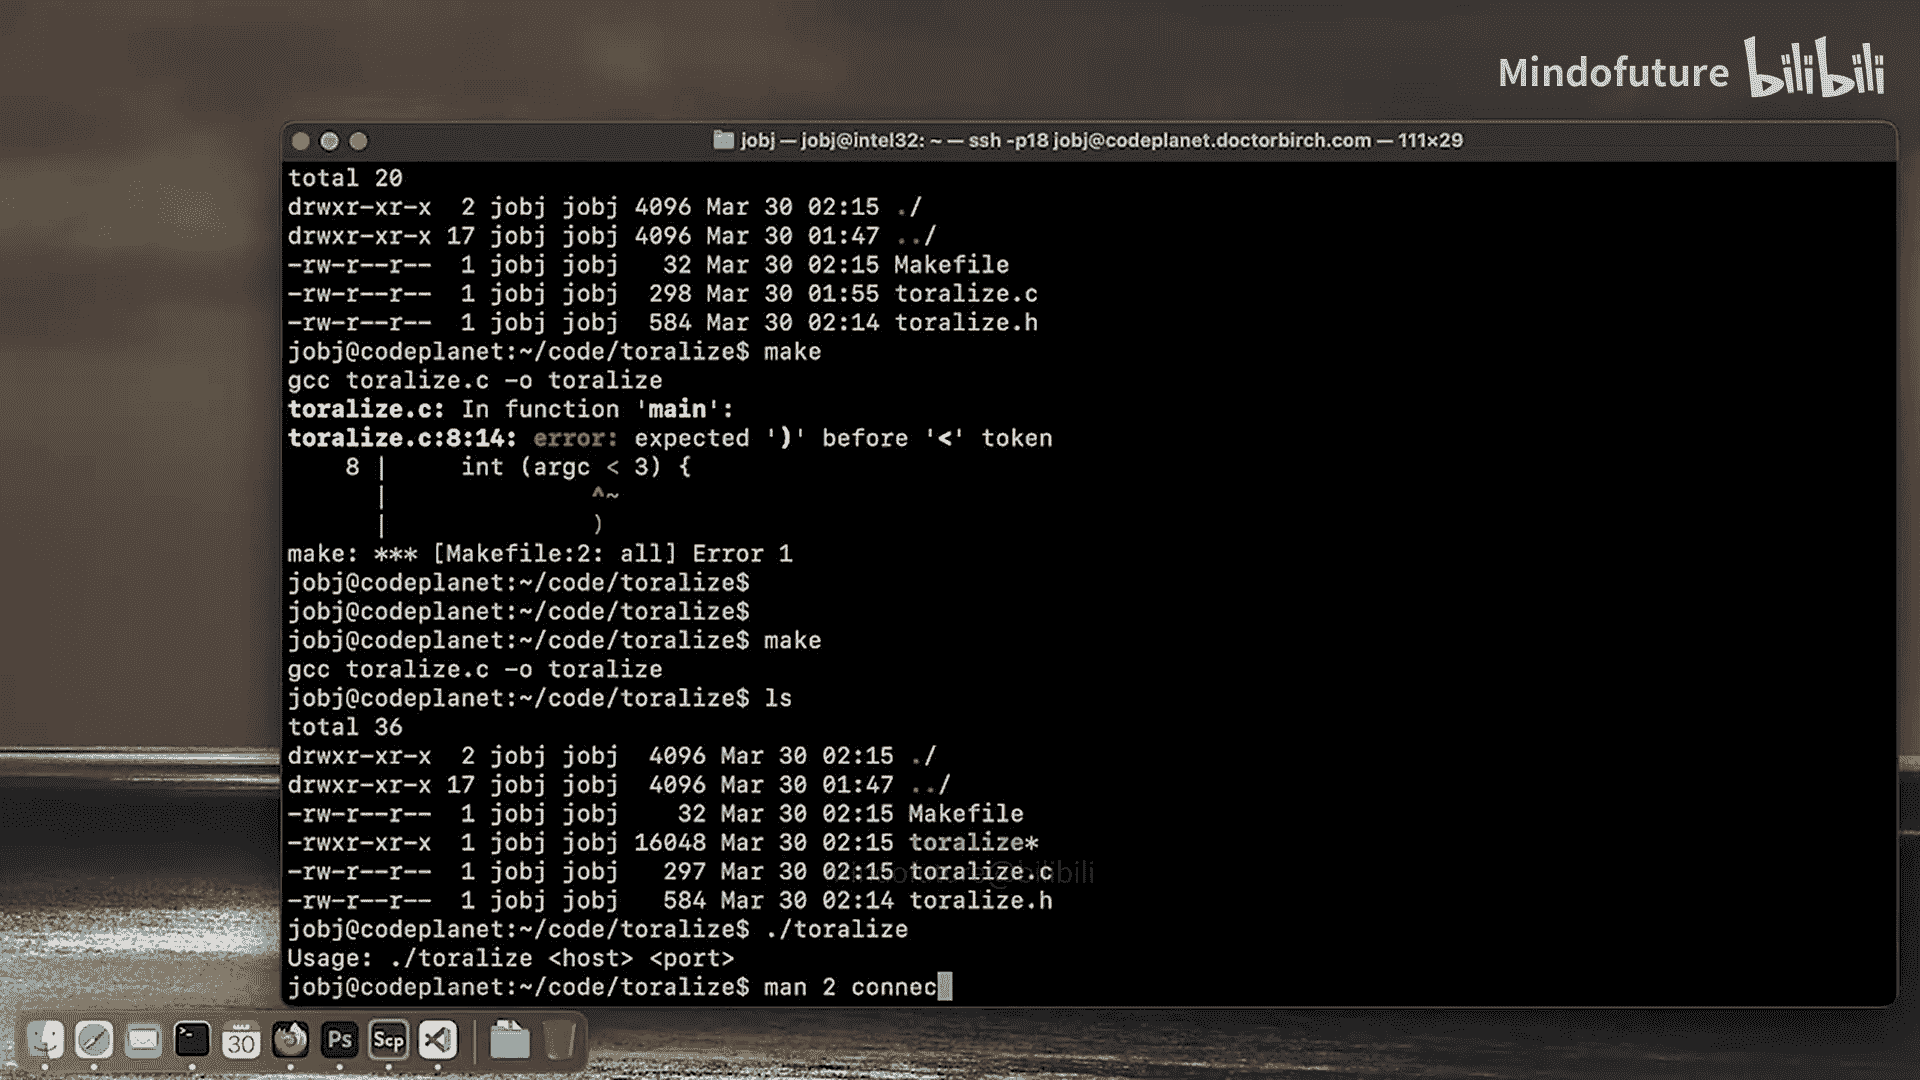 Mindofuture bilibili
jobj — jobj@intel32: ~ — ssh -p18 jobj@codeplanet.doctorbirch.com — 111×29
total 20
drwxr-xr-x  2 jobj jobj 4096 Mar 30 02:15 ./
drwxr-xr-x 17 jobj jobj 4096 Mar 30 01:47 ../
-rw-r--r--  1 jobj jobj   32 Mar 30 02:15 Makefile
-rw-r--r--  1 jobj jobj  298 Mar 30 01:55 toralize.c
-rw-r--r--  1 jobj jobj  584 Mar 30 02:14 toralize.h
jobj@codeplanet:~/code/toralize$ make
gcc toralize.c -o toralize
toralize.c: In function 'main':
toralize.c:8:14: error: expected ')' before '<' token
    8 |     int (argc < 3) {
      |              ^~
      |              )
make: *** [Makefile:2: all] Error 1
jobj@codeplanet:~/code/toralize$
jobj@codeplanet:~/code/toralize$
jobj@codeplanet:~/code/toralize$ make
gcc toralize.c -o toralize
jobj@codeplanet:~/code/toralize$ ls
total 36
drwxr-xr-x  2 jobj jobj  4096 Mar 30 02:15 ./
drwxr-xr-x 17 jobj jobj  4096 Mar 30 01:47 ../
-rw-r--r--  1 jobj jobj    32 Mar 30 02:15 Makefile
-rwxr-xr-x  1 jobj jobj 16048 Mar 30 02:15 toralize*
-rw-r--r--  1 jobj jobj   297 Mar 30 02:15 toralize.c
-rw-r--r--  1 jobj jobj   584 Mar 30 02:14 toralize.h
jobj@codeplanet:~/code/toralize$ ./toralize
Usage: ./toralize <host> <port>
jobj@codeplanet:~/code/toralize$ man 2 connec
MAR
30
Ps
Scp